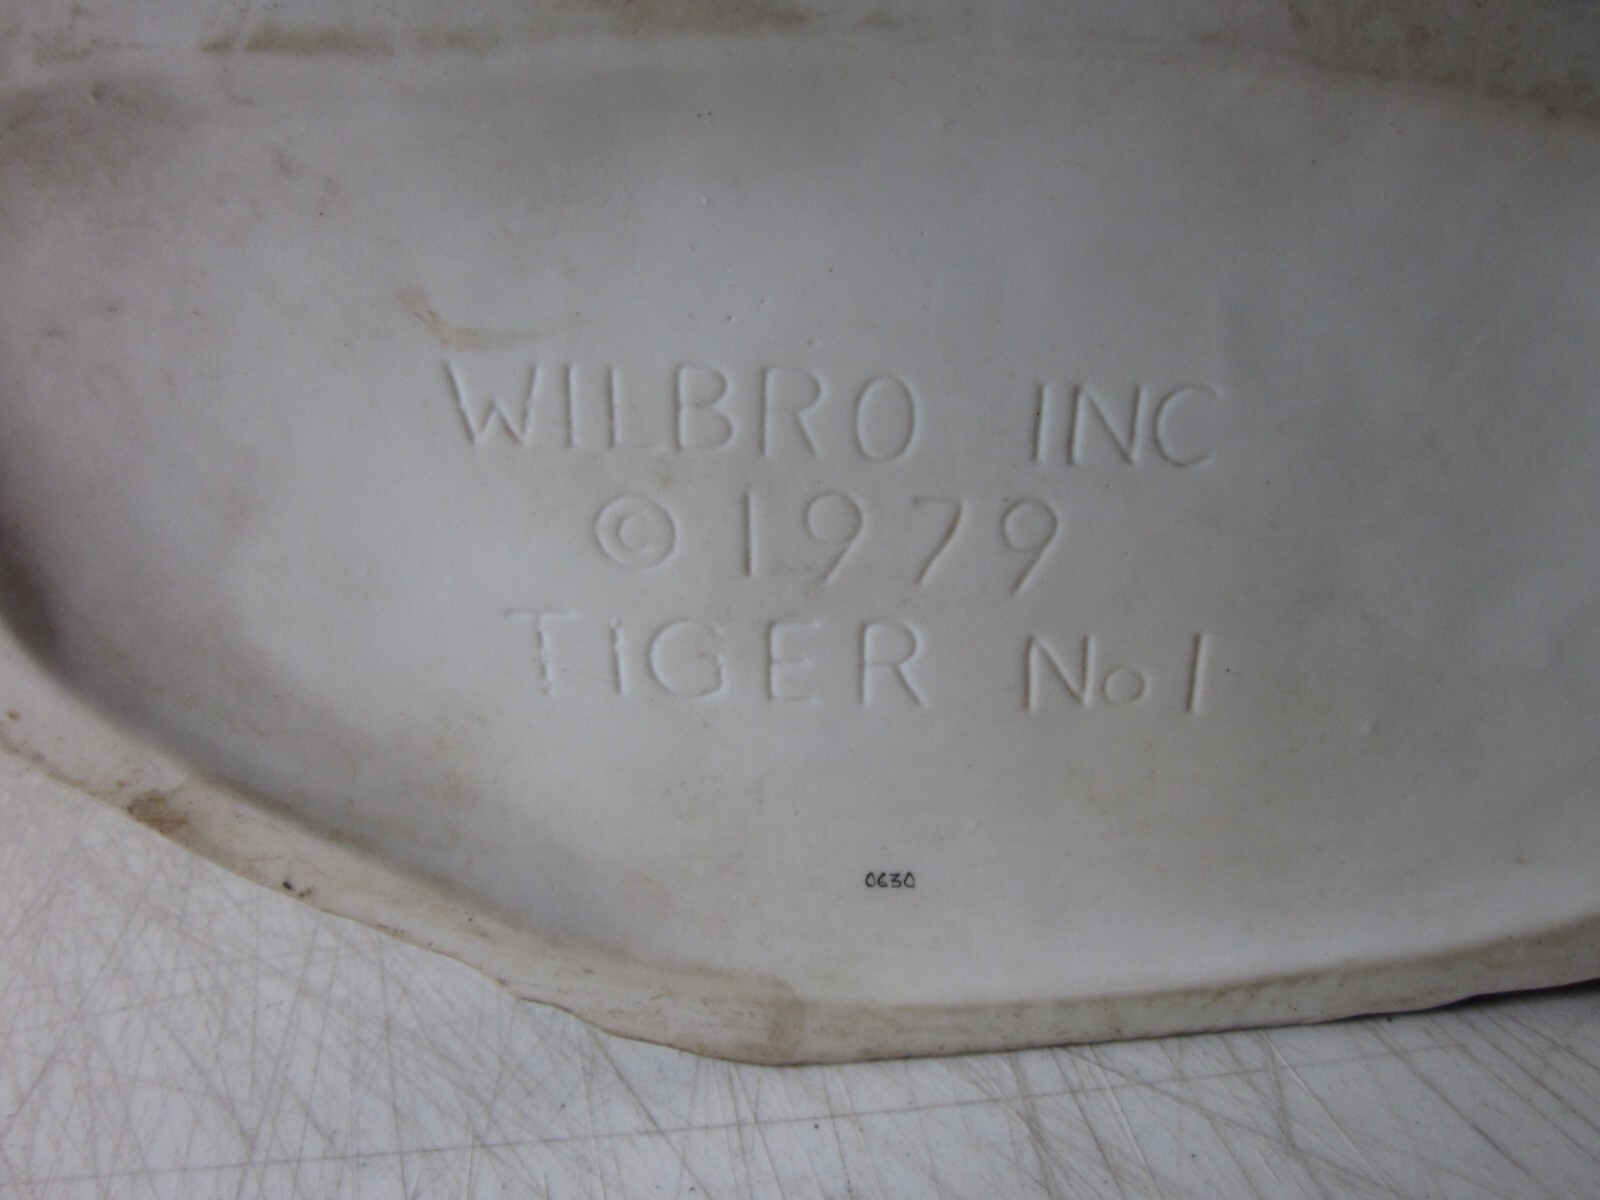 WILBRO INC
©1979
TIGER No 1
0630